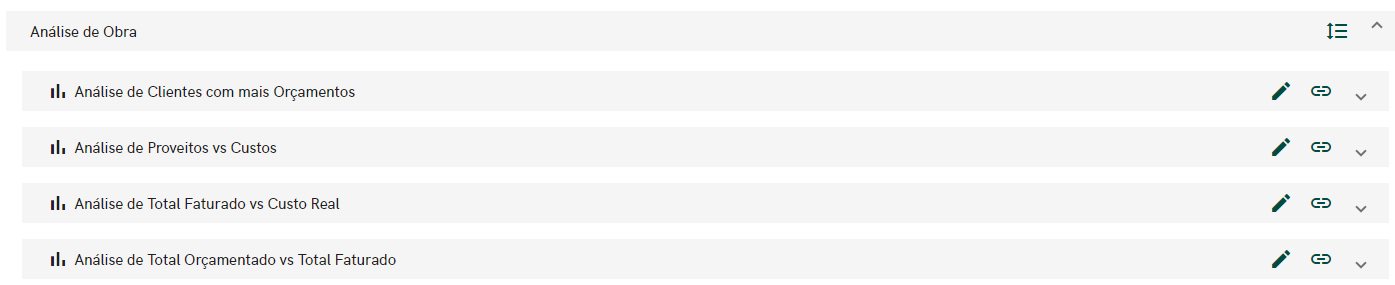 Análise de Obra
Análise de Clientes com mais Orçamentos
Análise de Proveitos vs Custos
Análise de Total Faturado vs Custo Real
Análise de Total Orçamentado vs Total Faturado